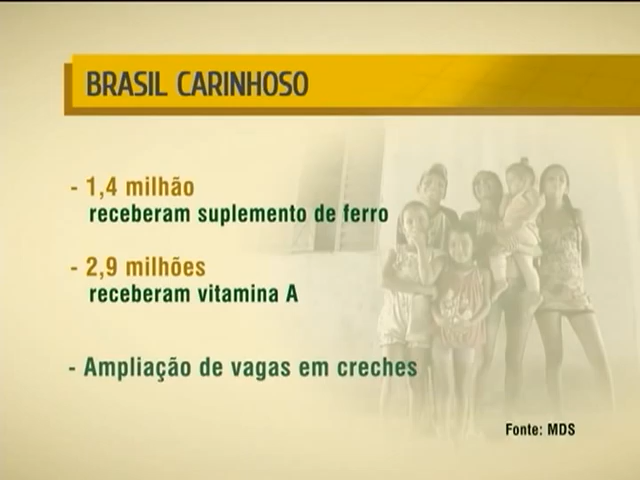 BRASIL CARINHOSO
- 1,4 milhão
receberam suplemento de ferro
- 2,9 milhões
receberam vitamina A
- Ampliação de vagas em creches
Fonte: MDS